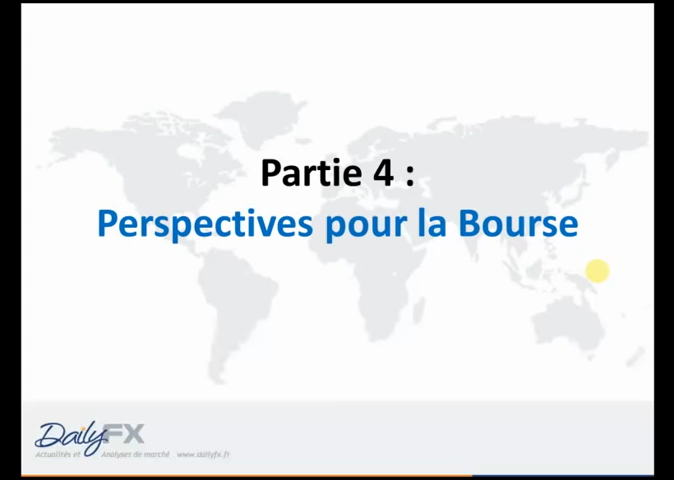 Partie 4 :
Perspectives pour la Bourse
DailyFX
Actualités et Analyses de marché www.dailyfx.fr